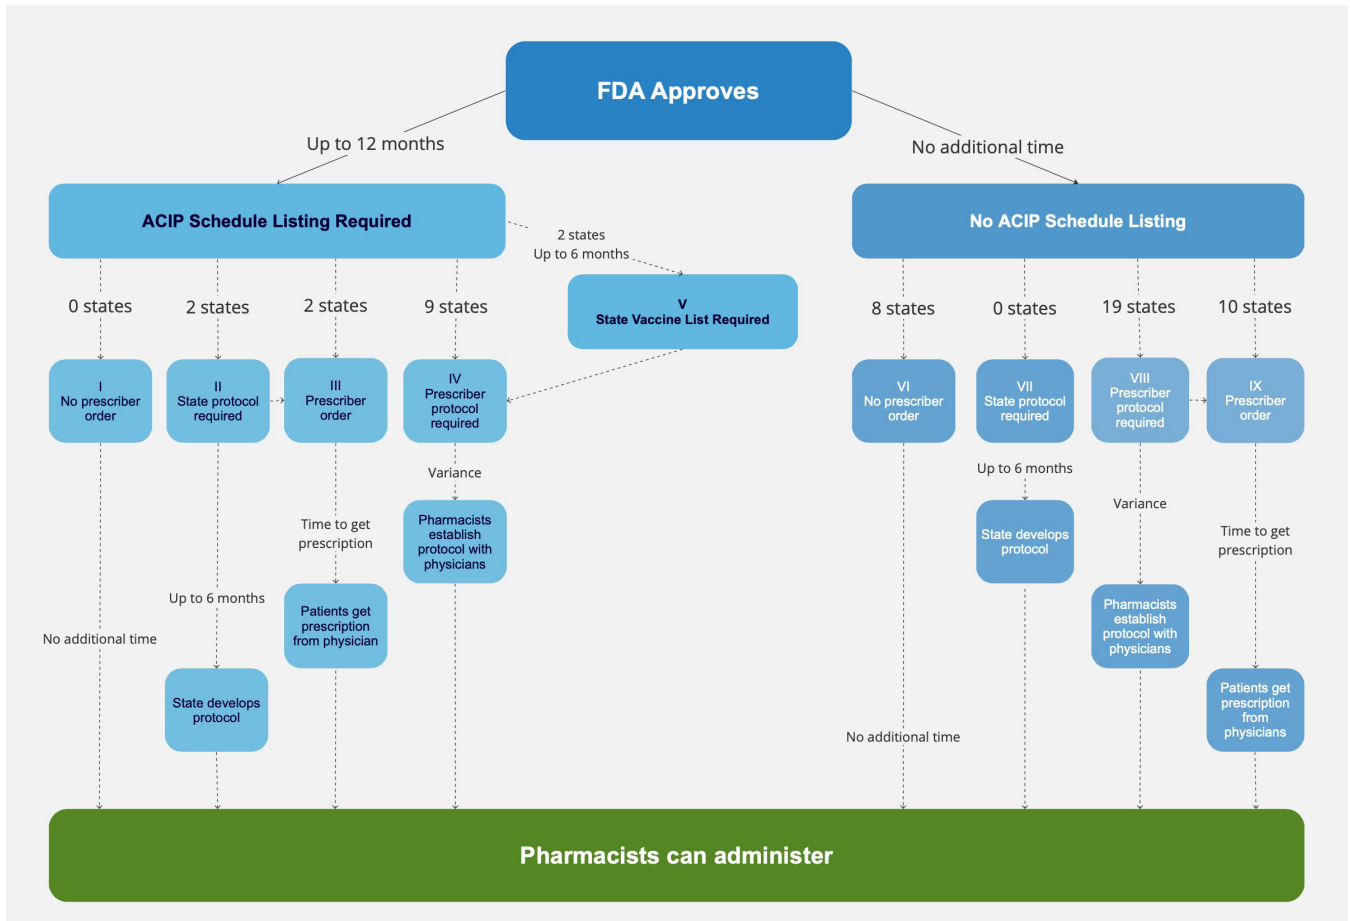 FDA Approves
Up to 12 months
No additional time
ACIP Schedule Listing Required
No ACIP Schedule Listing
2 states
Up to 6 months
V
State Vaccine List Required
0 states
2 states
2 states
9 states
8 states
0 states
19 states
10 states
I
No prescriber
order
II
State protocol
required
III
Prescriber
order
IV
Prescriber
protocol
required
VI
No prescriber
order
VII
State protocol
required
VIII
Prescriber
protocol
required
IX
Prescriber
order
Variance
Up to 6 months
Variance
Pharmacists
establish
protocol with
physicians
Time to get
prescription
State develops
protocol
Time to get
prescription
Up to 6 months
Patients get
prescription
from physician
Pharmacists
establish
protocol with
physicians
No additional time
State develops
protocol
Patients get
prescription
from
physicians
No additional time
Pharmacists can administer